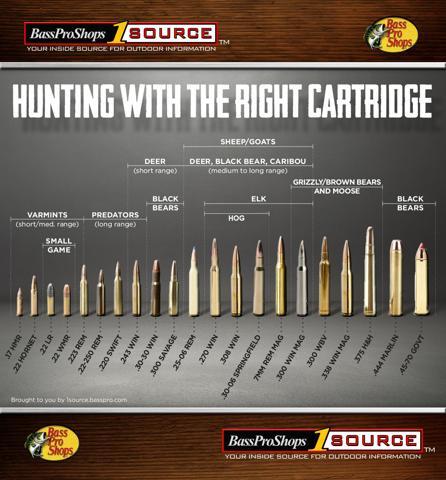 BassProShops 1SOURCE TM
YOUR INSIDE SOURCE FOR OUTDOOR INFORMATION
Bass
Pro
Shops
HUNTING WITH THE RIGHT CARTRIDGE
SHEEP/GOATS
DEER
(short range)
DEER, BLACK BEAR, CARIBOU
(medium to long range)
GRIZZLY/BROWN BEARS
AND MOOSE
BLACK
BEARS
ELK
BLACK
BEARS
VARMINTS
(short/med. range)
PREDATORS
(long range)
HOG
SMALL
GAME
.17 HMR
.22 HORNET
.22 LR
.22 WMR
.223 REM
.22-250 REM
.220 SWIFT
.243 WIN
.30-30 WIN
.300 SAVAGE
.25-06 REM
.270 WIN
.308 WIN
.30-06 SPRINGFIELD
7MM REM MAG
.300 WIN MAG
.300 WBY
.338 WIN MAG
.375 H&H
.444 MARLIN
.45-70 GOVT
Brought to you by 1source.basspro.com
Bass
Pro
Shops
BassProShops 1SOURCE TM
YOUR INSIDE SOURCE FOR OUTDOOR INFORMATION